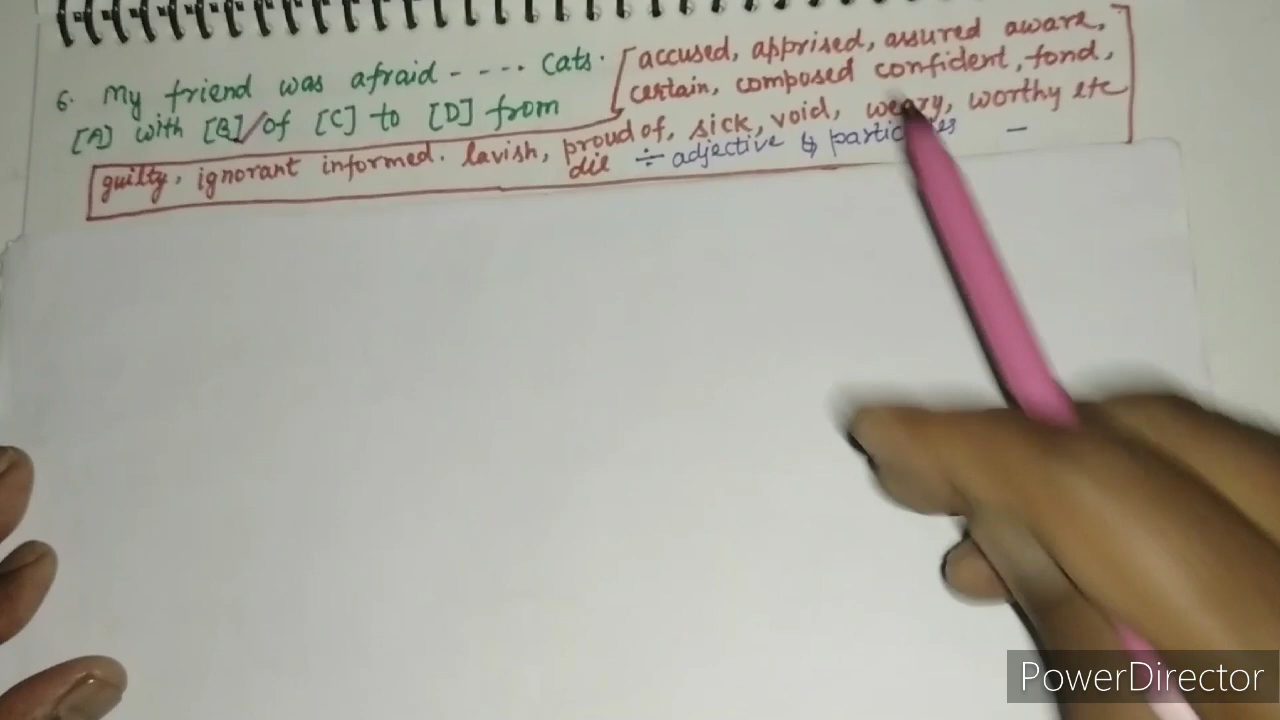 6. My friend was afraid - - - - - cats.
[A] with [B] of [C] to [D] from
accused, apprised, assured aware,
certain, composed confident, fond,
guilty, ignorant informed. lavish, proud of, sick, void, weary, worthy etc
die ÷ adjective & particles —
PowerDirector